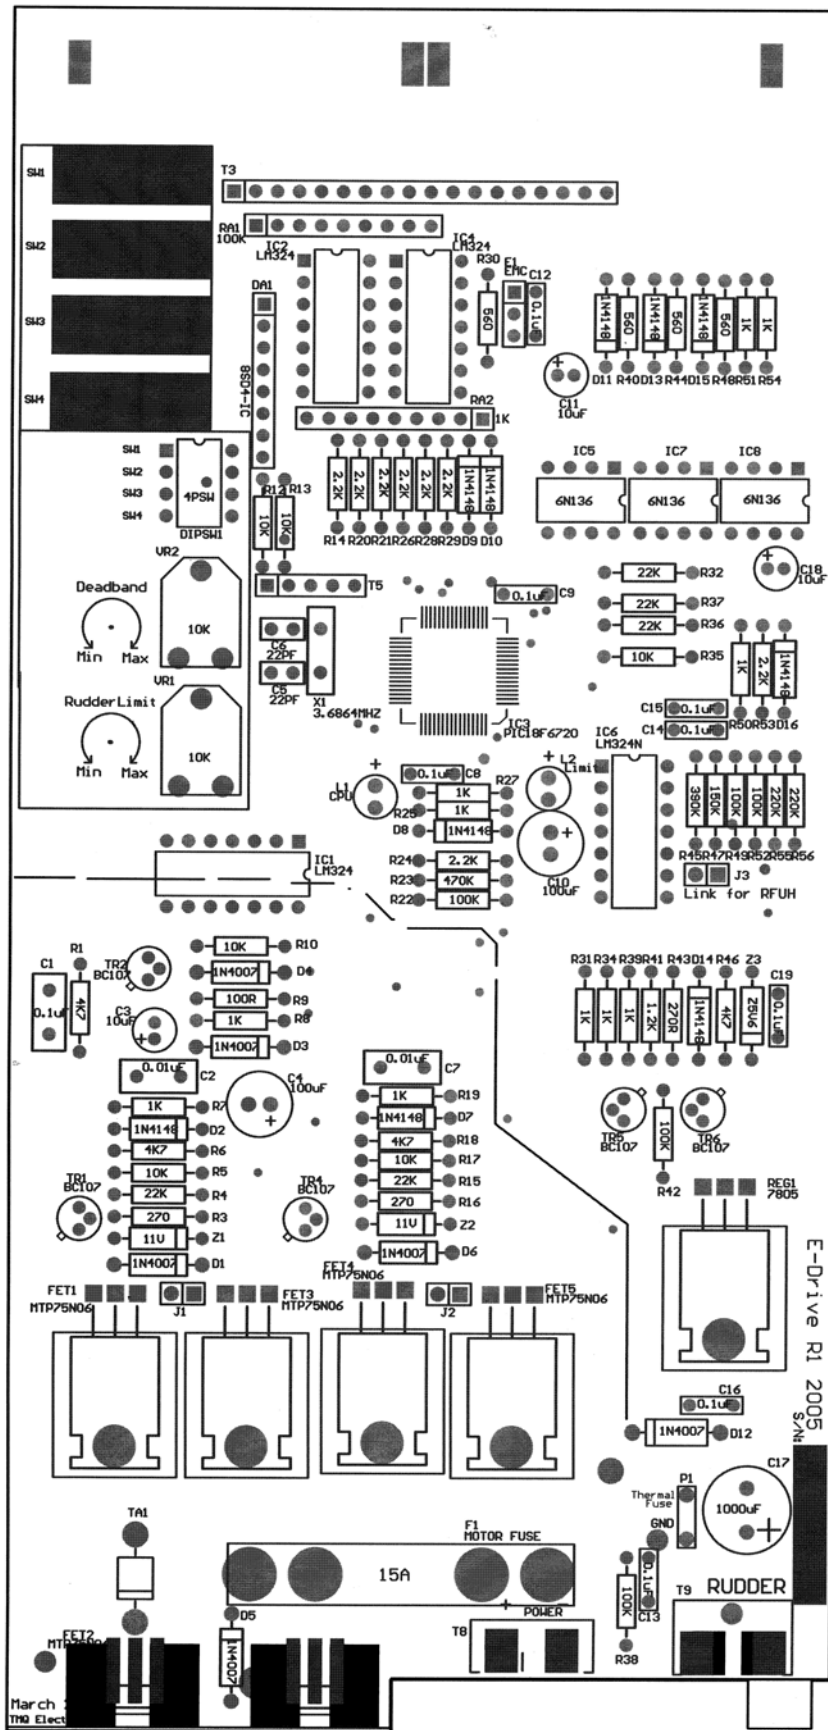 SW1
SW2
SW3
SW4
T3
RA1
100K
IC2
LM324
IC4
LM324
DA1
8SD4-IC
R30
560
E1
EMC
C12
0.1uF
C11
10uF
1N4148
560
1N4148
560
1N4148
560
1K
1K
D11
R40
D13
R44
D15
R48
R51
R54
RA2
1K
SW1
SW2
SW3
SW4
4PSW
DIPSW1
R12
R13
10K
10K
2.2K
2.2K
2.2K
2.2K
2.2K
2.2K
1N4148
1N4148
R14
R20
R21
R26
R28
R29
D9
D10
IC5
IC7
IC8
6N136
6N136
6N136
C18
10uF
VR2
Deadband
10K
Min
Max
VR1
Rudder Limit
10K
Min
Max
T5
C6
22PF
C5
22PF
X1
3.6864MHZ
0.1uF
C9
IC3
PIC18F6720
22K
R32
22K
R37
22K
R36
10K
R35
C15
0.1uF
C14
0.1uF
1K
2.2K
1N4148
R50
R53
D16
IC6
LM324N
L1
CPU
0.1uF
C8
L2
Limit
R27
1K
R25
1K
D8
1N4148
R24
2.2K
R23
470K
R22
100K
C10
100uF
390K
150K
100K
100K
220K
220K
R45
R47
R49
R52
R55
R56
J3
Link for RFUH
IC1
LM324
C1
0.1uF
R1
4K7
TR2
BC107
C3
10uF
10K
R10
1N4007
D4
100R
R9
1K
R8
1N4007
D3
0.01uF
C2
C4
100uF
0.01uF
C7
1K
R7
1N4148
D2
4K7
R6
10K
R5
22K
R4
270
R3
11V
Z1
1N4007
D1
TR1
BC107
TR4
BC107
1K
R19
1N4148
D7
4K7
R18
10K
R17
22K
R15
270
R16
11V
Z2
1N4007
D6
R31
R34
R39
R41
R43
D14
R46
Z3
C19
1K
1K
1K
1.2K
270R
1N4148
4K7
25V6
0.1uF
TR5
BC107
100K
R42
TR6
BC107
REG1
7805
FET1
MTP75N06
J1
FET3
MTP75N06
FET4
MTP75N06
J2
FET5
MTP75N06
E-Drive R1 2005
S/N:
C16
0.1uF
1N4007
D12
C17
1000uF
P1
Thermal
Fuse
GND
TA1
F1
MOTOR FUSE
15A
POWER
T8
0.1uF
C13
100K
R38
T9
RUDDER
FET2
D5
1N4007
March
TMQ Elect